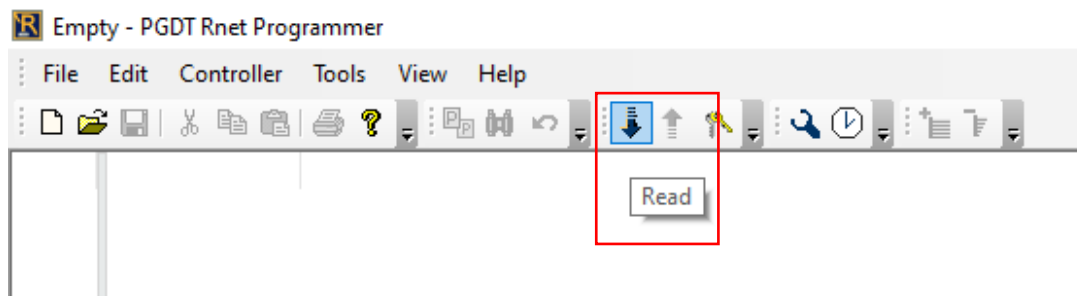 Empty - PGDT Rnet Programmer
File Edit Controller Tools View Help
Read